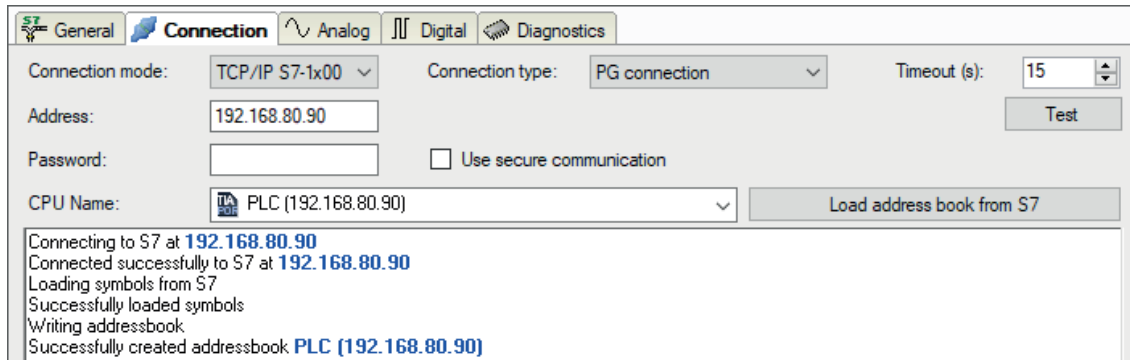 S7 General Connection Analog Digital Diagnostics
Connection mode: TCP/IP S7-1x00 Connection type: PG connection Timeout (s): 15
Address: 192.168.80.90 Test
Password: Use secure communication
CPU Name: TIA POR PLC (192.168.80.90) Load address book from S7
Connecting to S7 at 192.168.80.90
Connected successfully to S7 at 192.168.80.90
Loading symbols from S7
Successfully loaded symbols
Writing addressbook
Successfully created addressbook PLC (192.168.80.90)